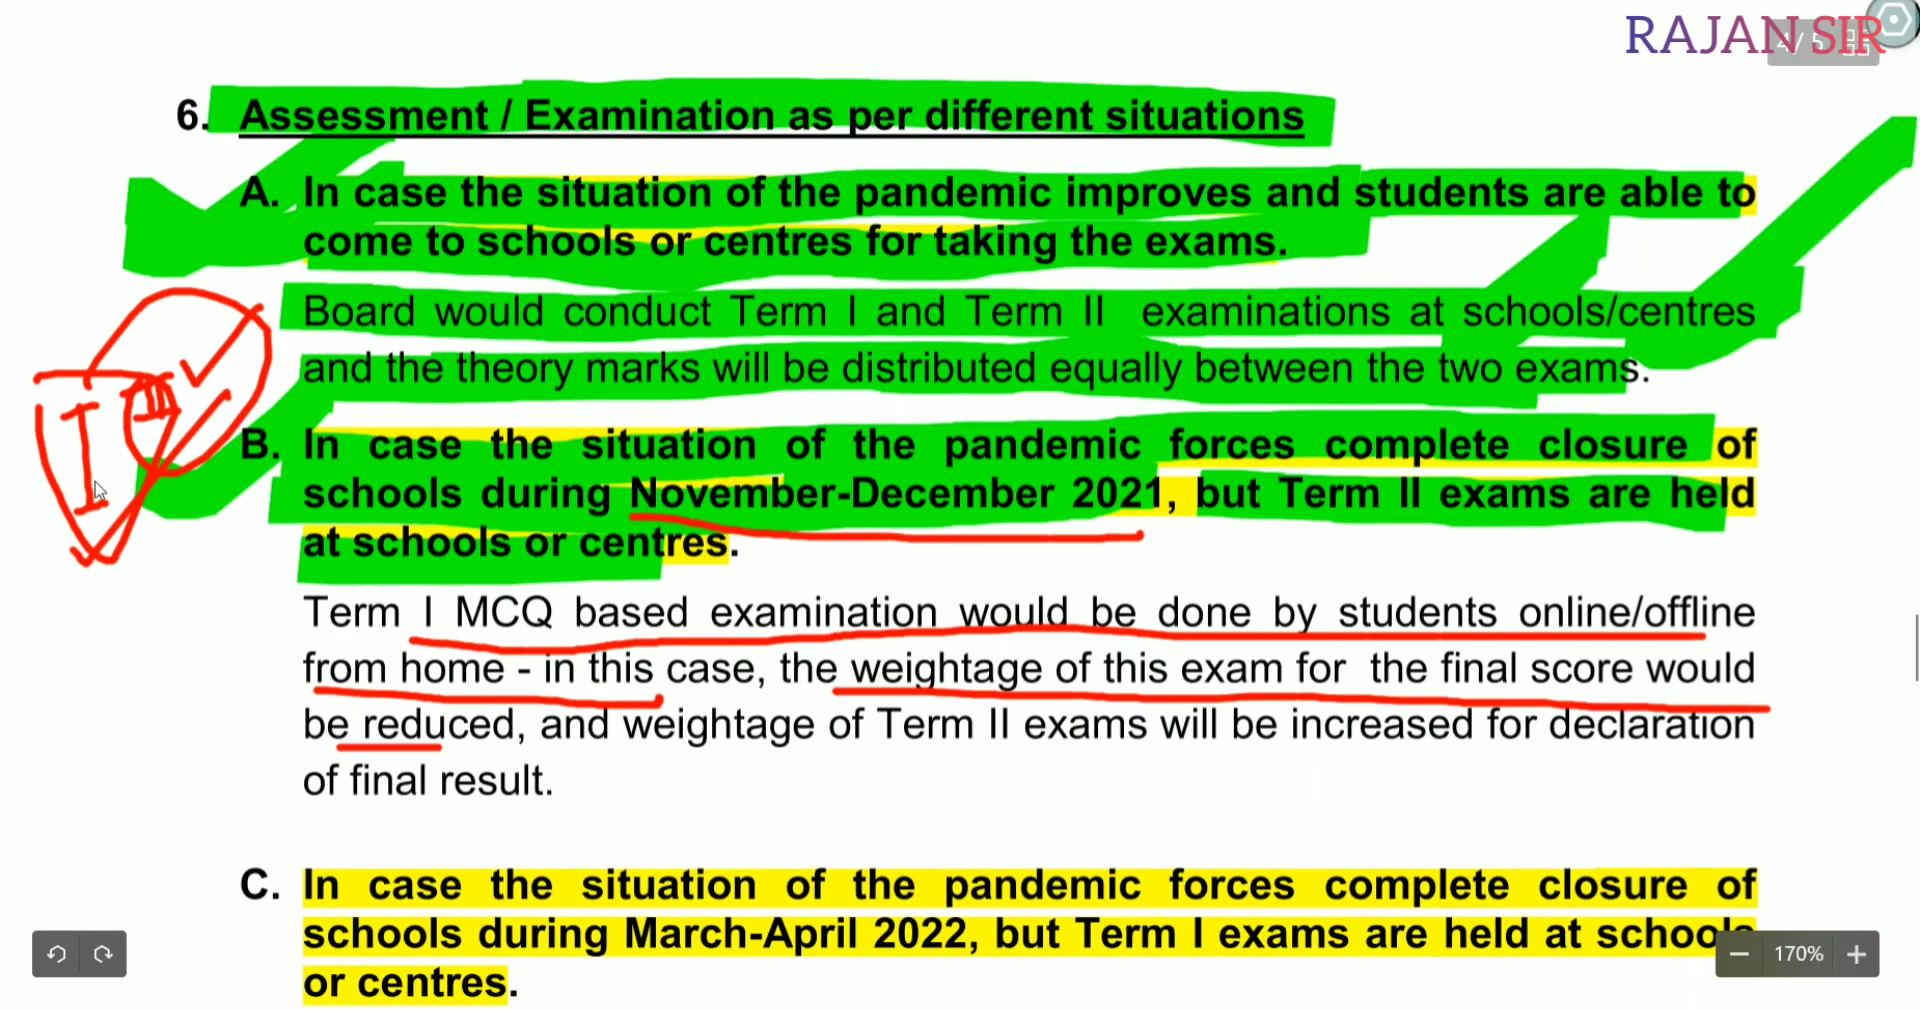 RAJAN SIR
6. Assessment / Examination as per different situations
A. In case the situation of the pandemic improves and students are able to
come to schools or centres for taking the exams.
Board would conduct Term I and Term II examinations at schools/centres
and the theory marks will be distributed equally between the two exams.
B. In case the situation of the pandemic forces complete closure of
schools during November-December 2021, but Term II exams are held
at schools or centres.
Term I MCQ based examination would be done by students online/offline
from home - in this case, the weightage of this exam for the final score would
be reduced, and weightage of Term II exams will be increased for declaration
of final result.
C. In case the situation of the pandemic forces complete closure of
schools during March-April 2022, but Term I exams are held at schools
or centres.
170%
I